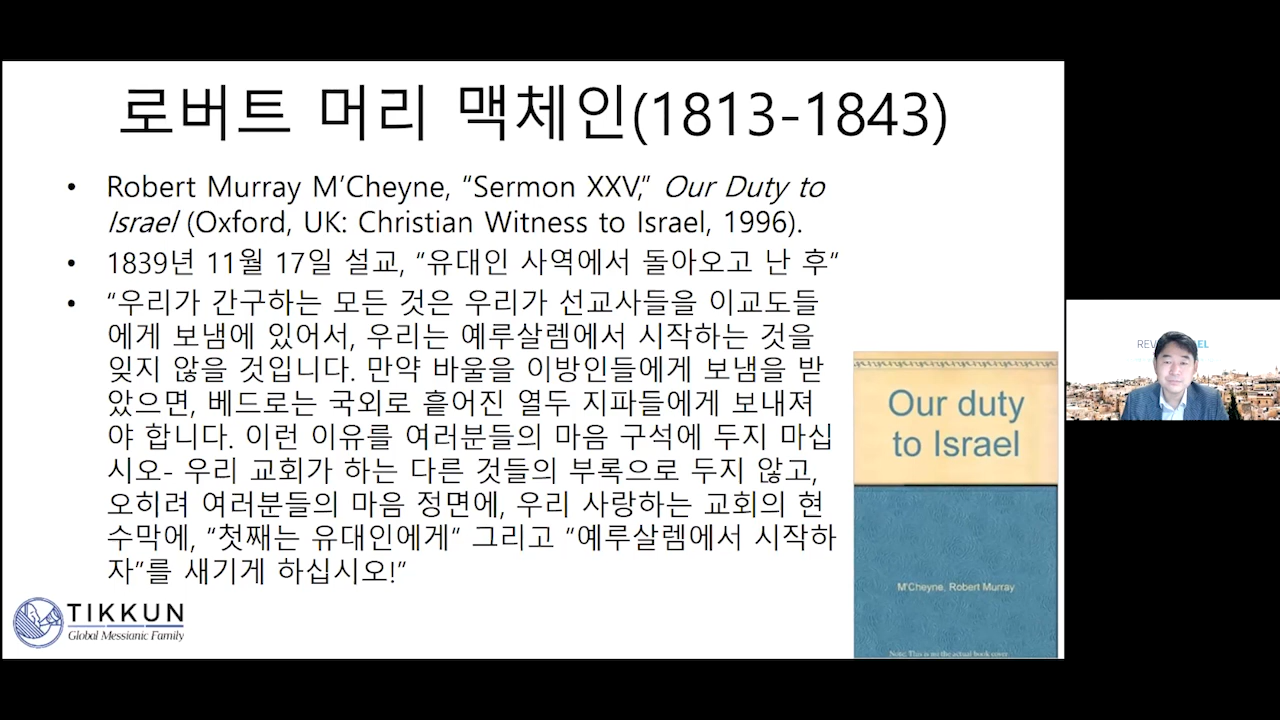 로버트 머리 맥체인(1813-1843)
• Robert Murray M’Cheyne, “Sermon XXV,” Our Duty to
Israel (Oxford, UK: Christian Witness to Israel, 1996).
• 1839년 11월 17일 설교, “유대인 사역에서 돌아오고 난 후“
• “우리가 간구하는 모든 것은 우리가 선교사들을 이교도들
에게 보냄에 있어서, 우리는 예루살렘에서 시작하는 것을
잊지 않을 것입니다. 만약 바울을 이방인들에게 보냄을 받
았으면, 베드로는 국외로 흩어진 열두 지파들에게 보내져
야 합니다. 이런 이유를 여러분들의 마음 구석에 두지 마십
시오- 우리 교회가 하는 다른 것들의 부록으로 두지 않고,
오히려 여러분들의 마음 정면에, 우리 사랑하는 교회의 현
수막에, “첫째는 유대인에게“ 그리고 “예루살렘에서 시작하
자”를 새기게 하십시오!”
Our duty
to Israel
M'Cheyne, Robert Murray
Note: This is not the actual book cover
TIKKUN
Global Messianic Family